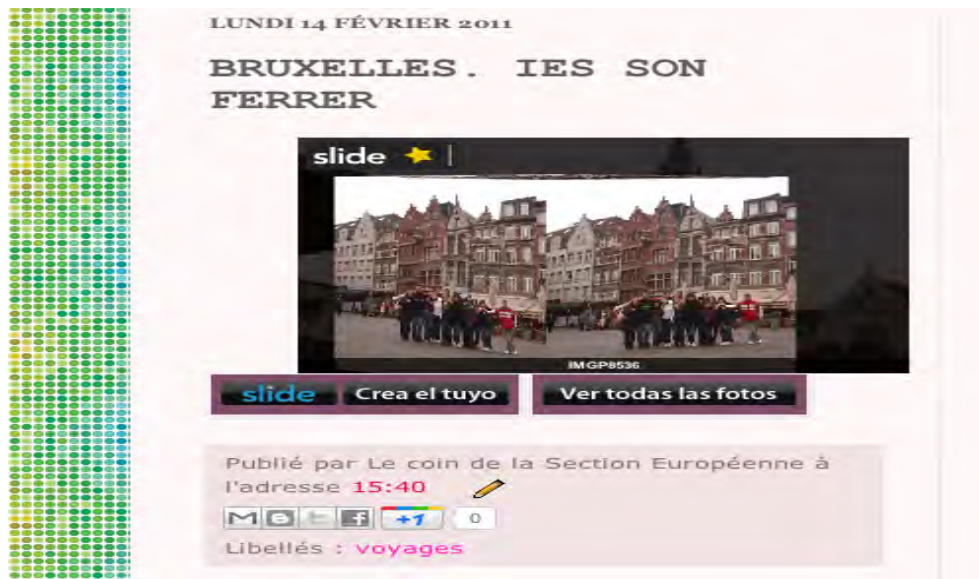 LUNDI 14 FÉVRIER 2011
BRUXELLES. IES SON
FERRER
slide
IMGP8536
slide Crea el tuyo Ver todas las fotos
Publié par Le coin de la Section Européenne à
l'adresse 15:40
+1 0
Libellés : voyages